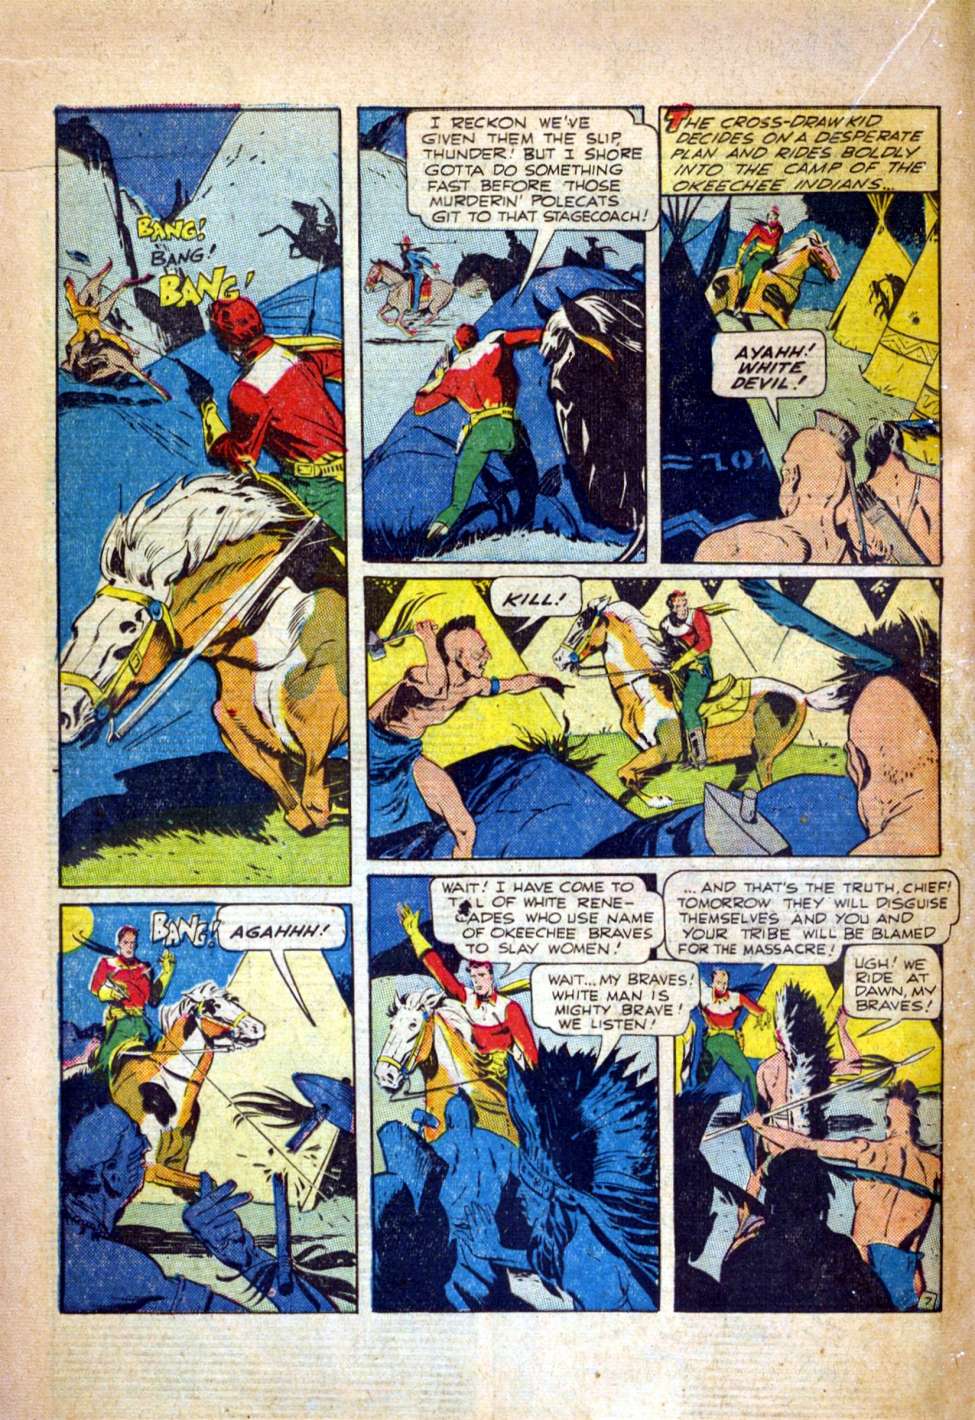 BANG!
BANG!
BANG!
I RECKON WE'VE
GIVEN THEM THE SLIP,
THUNDER! BUT I SHORE
GOTTA DO SOMETHING
FAST BEFORE THOSE
MURDERIN' POLECATS
GIT TO THAT STAGECOACH!
THE CROSS-DRAW KID
DECIDES ON A DESPERATE
PLAN AND RIDES BOLDLY
INTO THE CAMP OF THE
OKEECHEE INDIANS...
AYAHH!
WHITE
DEVIL!
KILL!
BANG!
AGAHHH!
WAIT! I HAVE COME TO
OF WHITE RENE-
GADES WHO USE NAME
OF OKEECHEE BRAVES
TO SLAY WOMEN!
WAIT... MY BRAVES!
WHITE MAN IS
MIGHTY BRAVE!
WE LISTEN!
...AND THAT'S THE TRUTH, CHIEF!
TOMORROW THEY WILL DISGUISE
THEMSELVES AND YOU AND
YOUR TRIBE WILL BE BLAMED
FOR THE MASSACRE!
UGH! WE
RIDE AT
DAWN, MY
BRAVES!
7